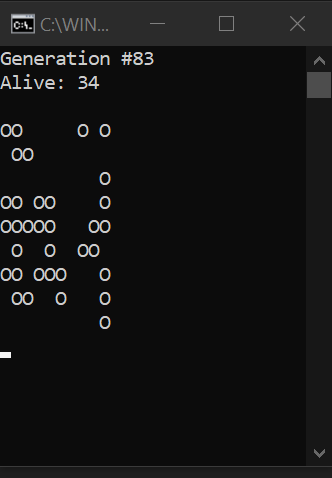 C:\WIN...
Generation #83
Alive: 34
OO     O O
 OO
         O
OO OO    O
OOOOO   OO
 O  O  OO
OO OOO   O
 OO  O   O
         O